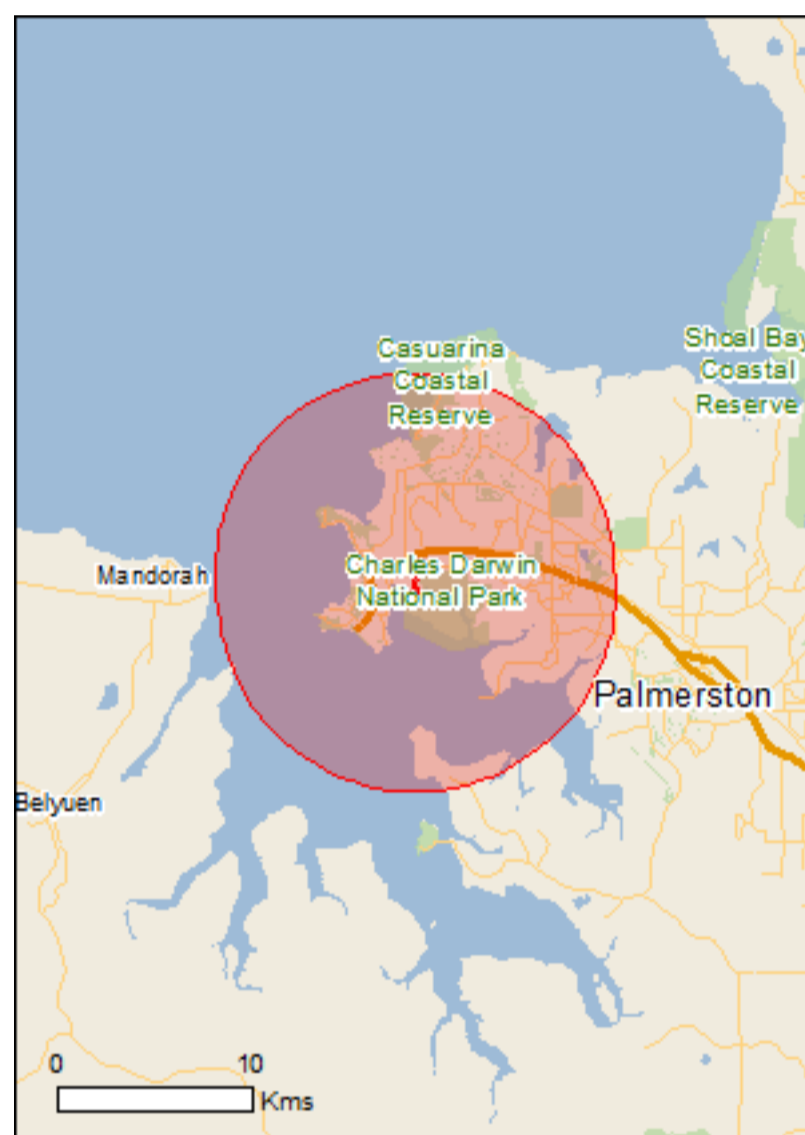 Casuarina
Coastal
Reserve
Shoal Bay
Coastal
Reserve
Mandorah
Charles Darwin
National Park
Palmerston
Belyuen
0 10
Kms